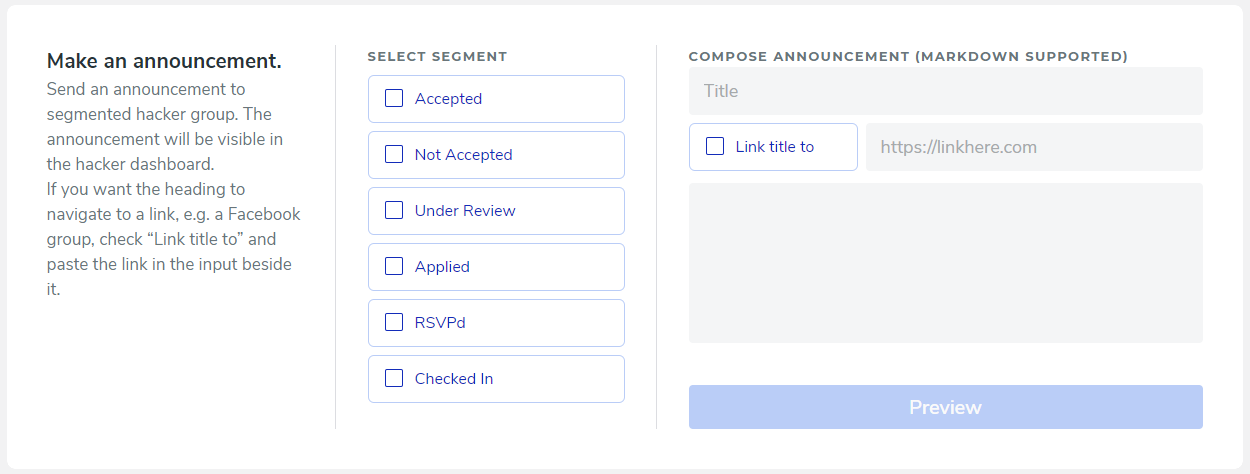 Make an announcement.
Send an announcement to
segmented hacker group. The
announcement will be visible in
the hacker dashboard.
If you want the heading to
navigate to a link, e.g. a Facebook
group, check “Link title to” and
paste the link in the input beside
it.
SELECT SEGMENT
Accepted
Not Accepted
Under Review
Applied
RSVPd
Checked In
COMPOSE ANNOUNCEMENT (MARKDOWN SUPPORTED)
Title
Link title to
https://linkhere.com
Preview